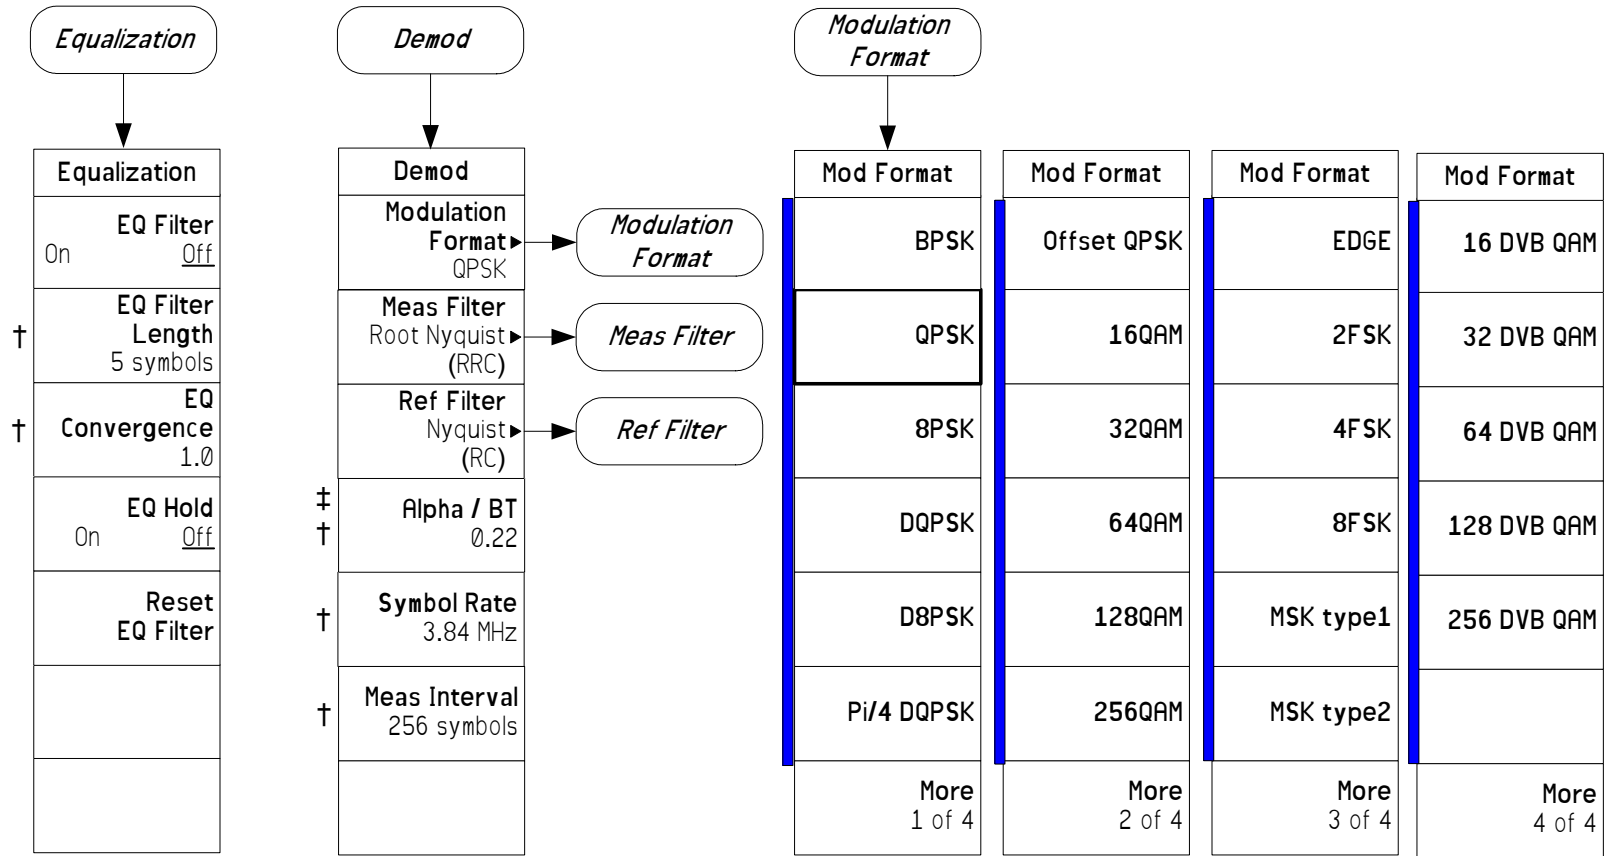 Equalization
Equalization
EQ Filter
On Off
†
EQ Filter
Length
5 symbols
†
EQ
Convergence
1.0
EQ Hold
On Off
Reset
EQ Filter
Demod
Demod
Modulation
Format
QPSK
Modulation
Format
Meas Filter
Root Nyquist
(RRC)
Meas Filter
Ref Filter
Nyquist
(RC)
Ref Filter
‡
†
Alpha / BT
0.22
†
Symbol Rate
3.84 MHz
†
Meas Interval
256 symbols
Modulation
Format
Mod Format
BPSK
QPSK
8PSK
DQPSK
D8PSK
Pi/4 DQPSK
More
1 of 4
Mod Format
Offset QPSK
16QAM
32QAM
64QAM
128QAM
256QAM
More
2 of 4
Mod Format
EDGE
2FSK
4FSK
8FSK
MSK type1
MSK type2
More
3 of 4
Mod Format
16 DVB QAM
32 DVB QAM
64 DVB QAM
128 DVB QAM
256 DVB QAM
More
4 of 4